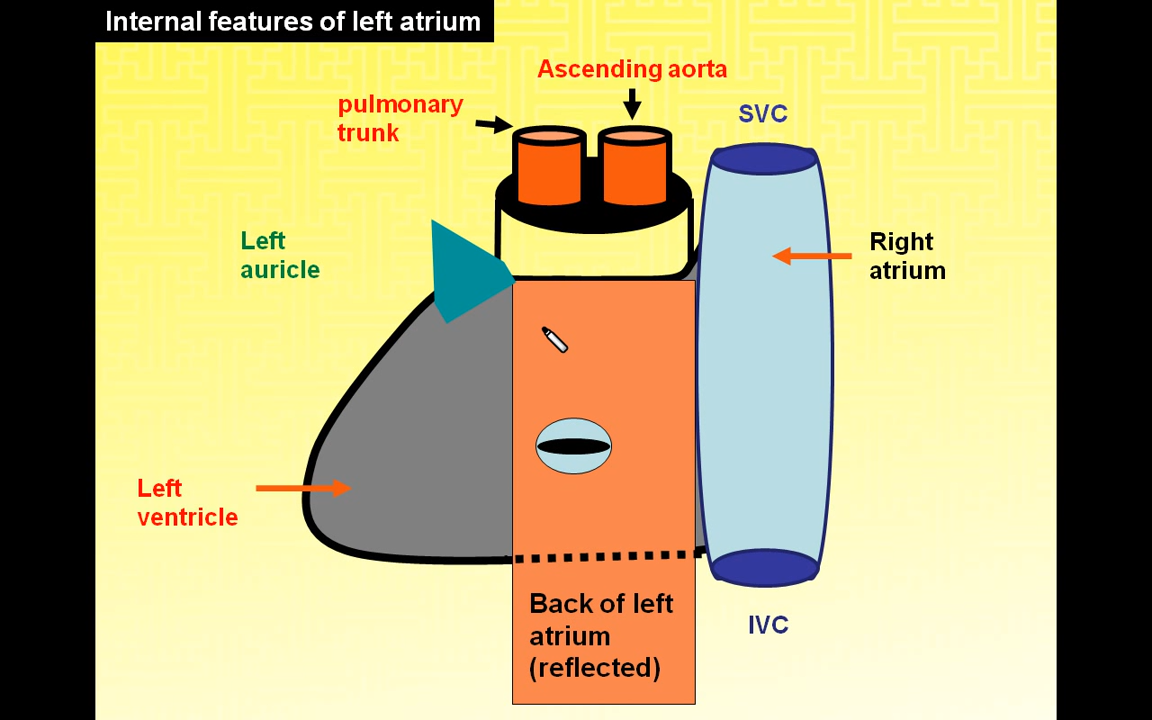 Internal features of left atrium
Ascending aorta
pulmonary
trunk
SVC
Left
auricle
Right
atrium
Left
ventricle
Back of left
atrium
(reflected)
IVC